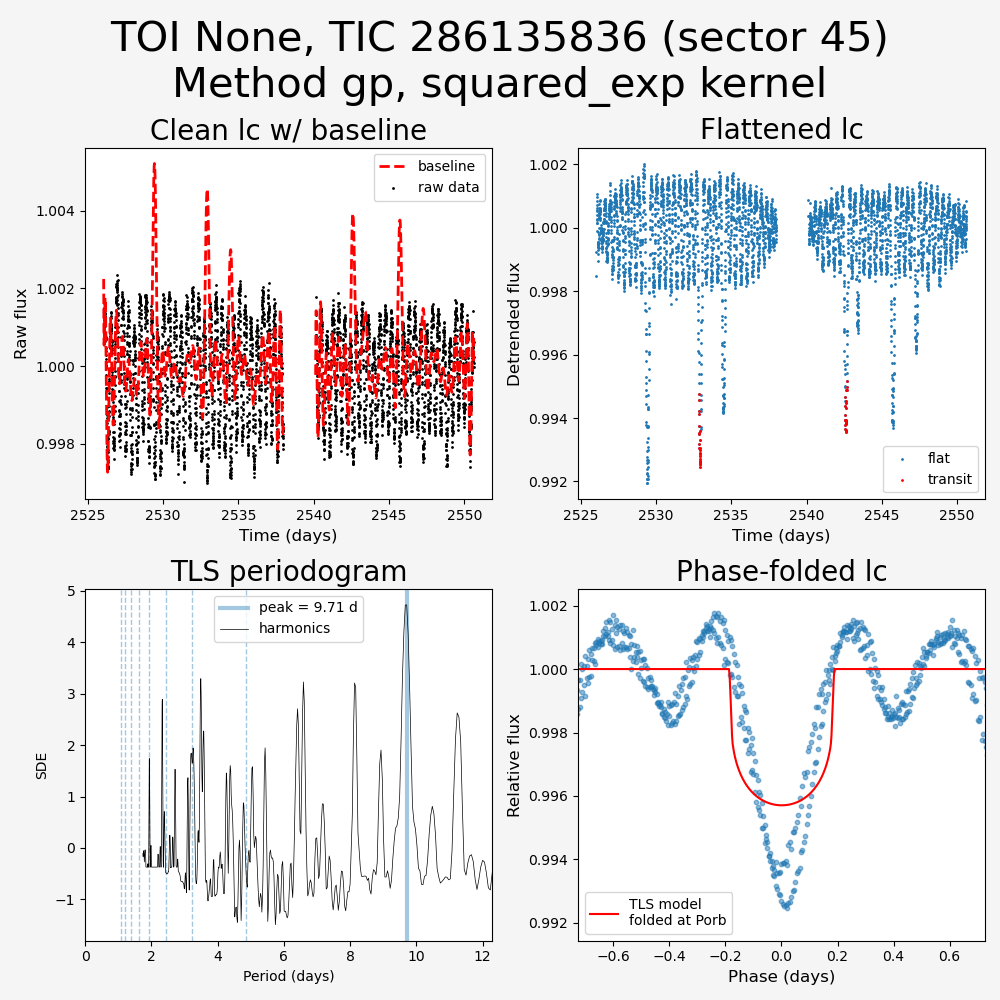 TOI None, TIC 286135836 (sector 45)
Method gp, squared_exp kernel
Clean lc w/ baseline
baseline
raw data
1.004
1.002
1.000
0.998
Raw flux
2525
2530
2535
2540
2545
2550
Time (days)
Flattened lc
1.002
1.000
0.998
0.996
0.994
0.992
Detrended flux
flat
transit
2525
2530
2535
2540
2545
2550
Time (days)
TLS periodogram
peak = 9.71 d
harmonics
5
4
3
2
1
0
−1
SDE
0
2
4
6
8
10
12
Period (days)
Phase-folded lc
1.002
1.000
0.998
0.996
0.994
0.992
Relative flux
TLS model
folded at Porb
−0.6
−0.4
−0.2
0.0
0.2
0.4
0.6
Phase (days)